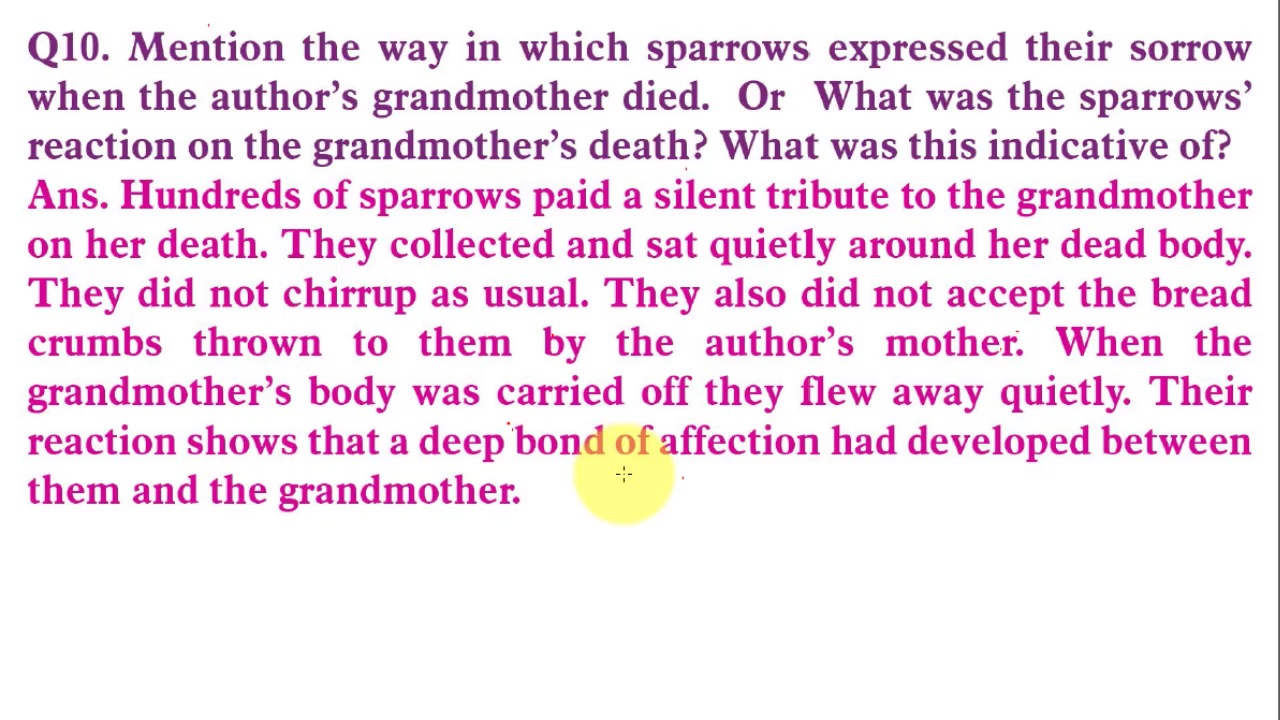 Q10. Mention the way in which sparrows expressed their sorrow
when the author's grandmother died. Or What was the sparrows'
reaction on the grandmother's death? What was this indicative of?
Ans. Hundreds of sparrows paid a silent tribute to the grandmother
on her death. They collected and sat quietly around her dead body.
They did not chirrup as usual. They also did not accept the bread
crumbs thrown to them by the author's mother. When the
grandmother's body was carried off they flew away quietly. Their
reaction shows that a deep bond of affection had developed between
them and the grandmother.